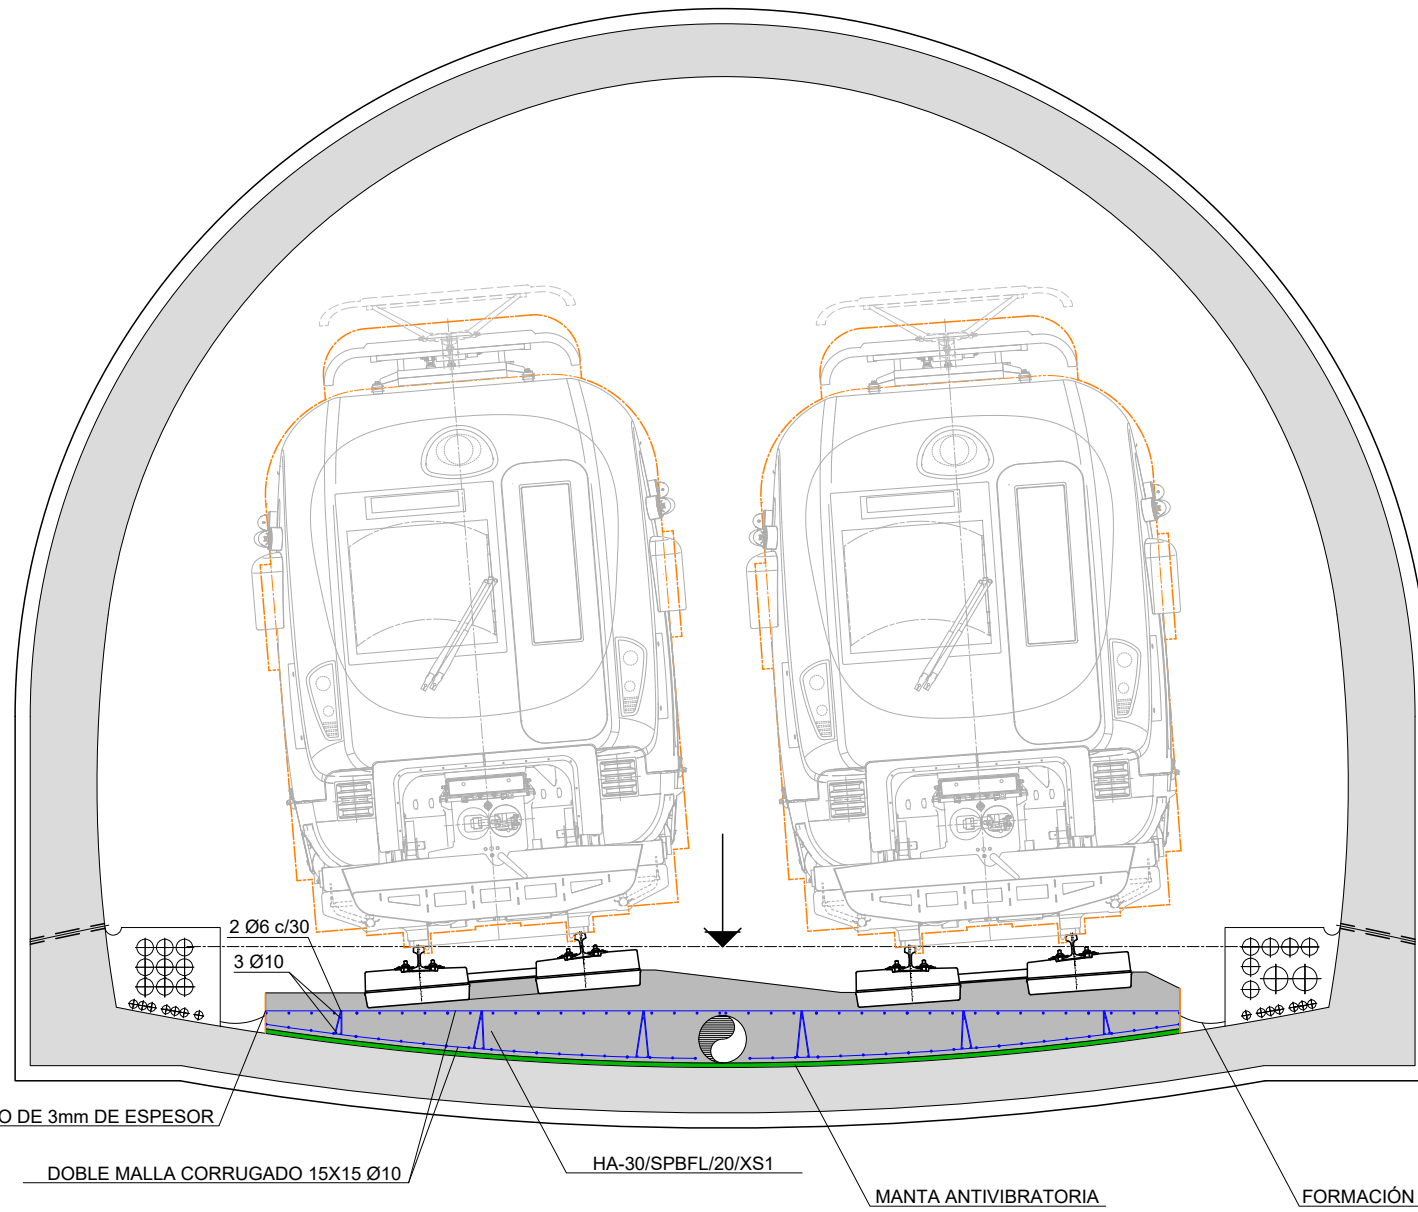 2 Ø6 c/30
3 Ø10
O DE 3mm DE ESPESOR
DOBLE MALLA CORRUGADO 15X15 Ø10
HA-30/SPBFL/20/XS1
MANTA ANTIVIBRATORIA
FORMACIÓN